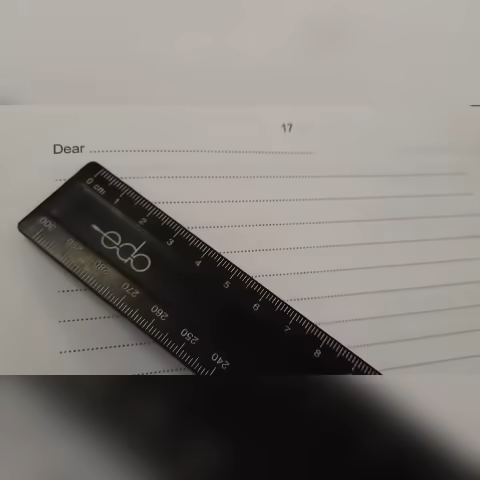 17
Dear ..............................................................
0 cm 1 2 3 4 5 6 7 8
edo
300 290 280 270 260 250 240